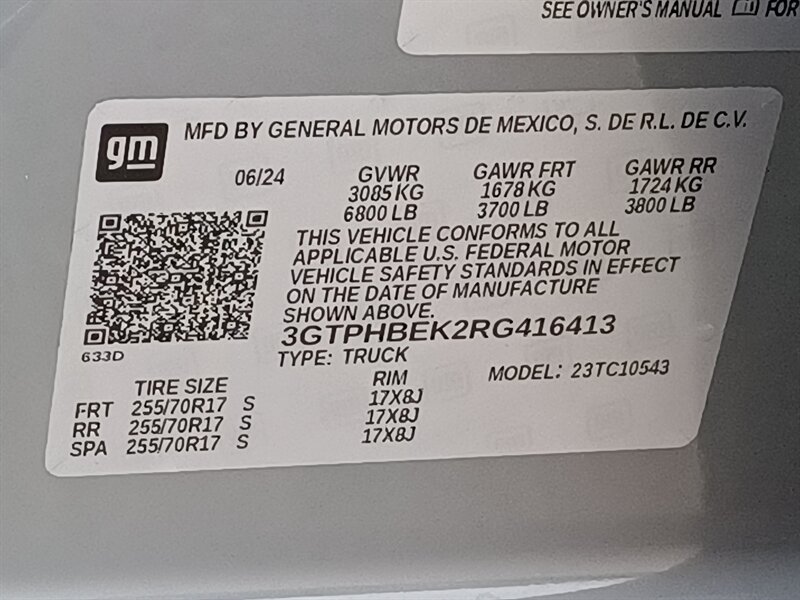 SEE OWNER'S MANUAL FOR
gm
MFD BY GENERAL MOTORS DE MEXICO, S. DE R.L. DE C.V.
06/24 GVWR GAWR FRT GAWR RR
3085 KG 1678 KG 1724 KG
6800 LB 3700 LB 3800 LB
THIS VEHICLE CONFORMS TO ALL
APPLICABLE U.S. FEDERAL MOTOR
VEHICLE SAFETY STANDARDS IN EFFECT
ON THE DATE OF MANUFACTURE
SHOWN ABOVE.
3GTPHBEK2RG416413
633D
TYPE: TRUCK
MODEL: 23TC10543
TIRE SIZE RIM
FRT 255/70R17 S 17X8J
RR 255/70R17 S 17X8J
SPA 255/70R17 S 17X8J